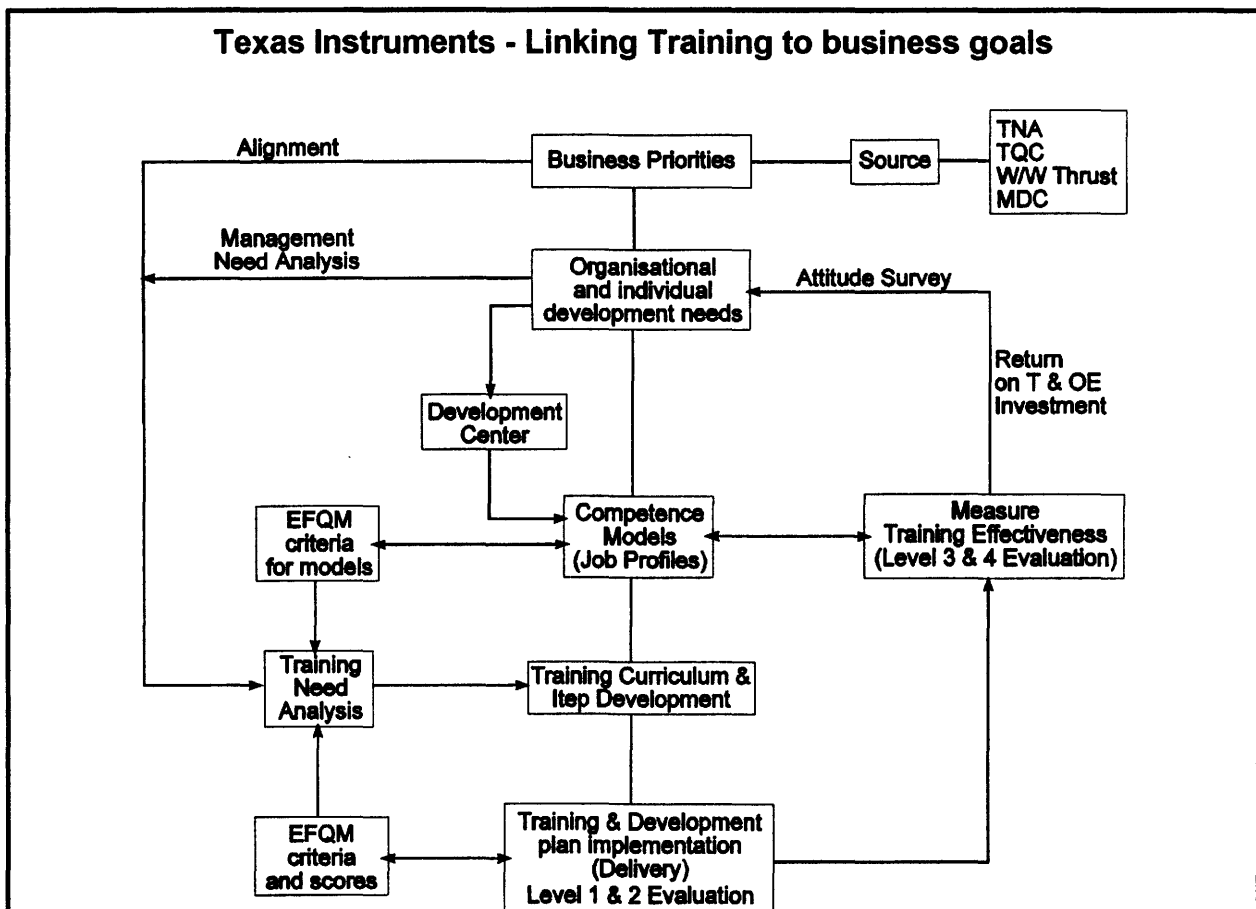 Texas Instruments - Linking Training to business goals
Alignment
Business Priorities
Source
TNA
TQC
W/W Thrust
MDC
Management
Need Analysis
Organisational
and individual
development needs
Attitude Survey
Return
on T & OE
Investment
Development
Center
EFQM
criteria
for models
Competence
Models
(Job Profiles)
Measure
Training Effectiveness
(Level 3 & 4 Evaluation)
Training
Need
Analysis
Training Curriculum &
Itep Development
EFQM
criteria
and scores
Training & Development
plan implementation
(Delivery)
Level 1 & 2 Evaluation